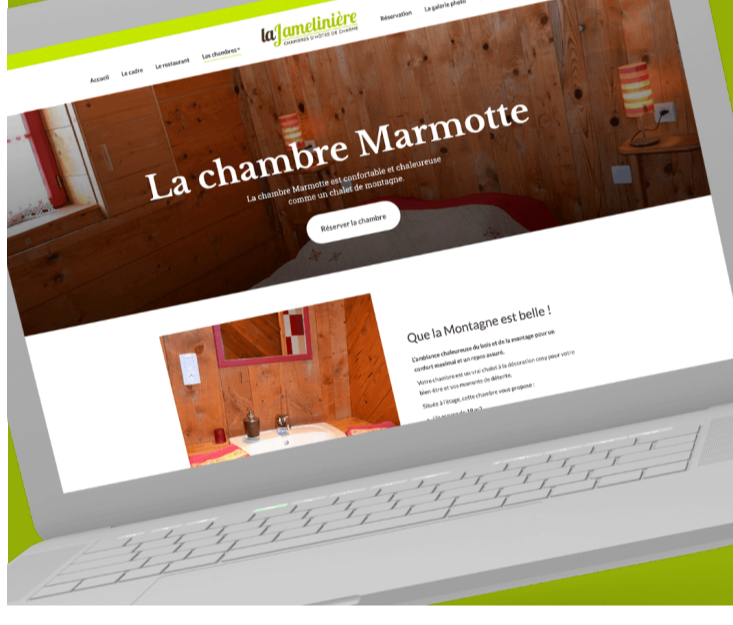 laJamelinière
CHAMBRES D'HÔTES DE CHARME
Accueil Le cadre Le restaurant Les chambres Réservation La galerie photo
La chambre Marmotte
La chambre Marmotte est confortable et chaleureuse
comme un chalet de montagne.
Réserver la chambre
Que la Montagne est belle !
L'ambiance chaleureuse du bois et de la montage pour un
confort maximal et un repos assuré.
Votre chambre est un vrai chalet à la décoration cosy pour votre
bien être et vos moments de détente.
Située à l'étage, cette chambre vous propose :